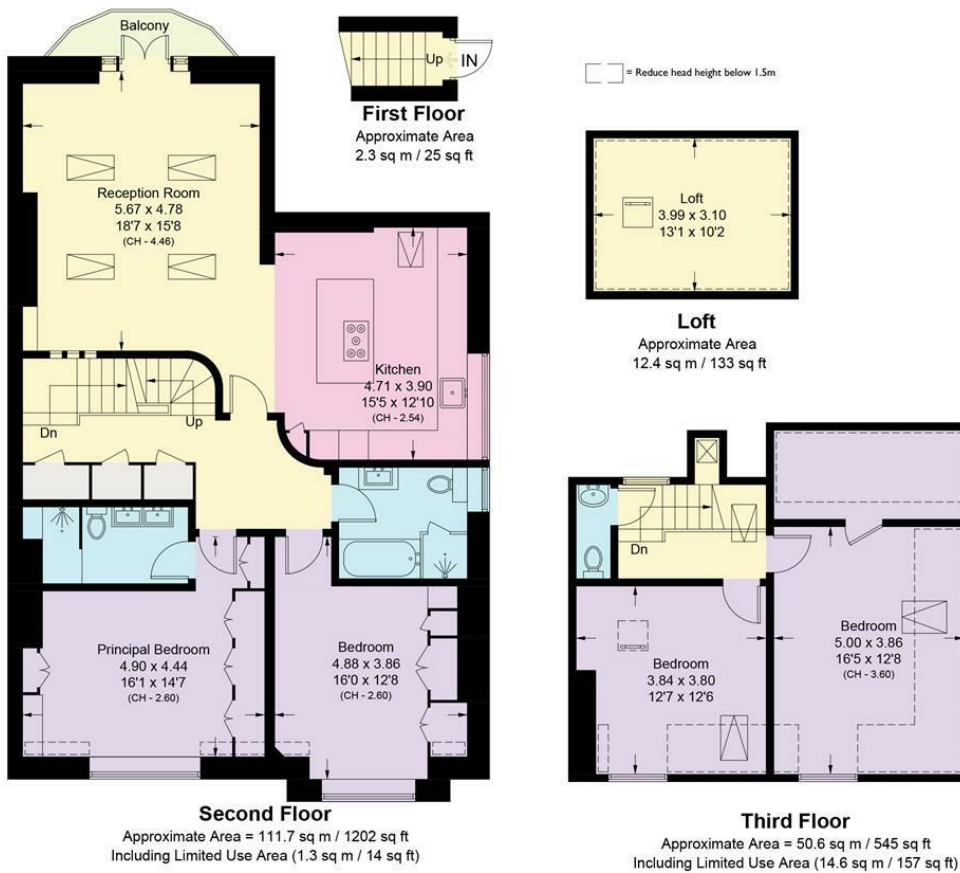 Balcony
Up
IN
First Floor
Approximate Area
2.3 sq m / 25 sq ft
= Reduce head height below 1.5m
Reception Room
5.67 x 4.78
18'7 x 15'8
(CH - 4.46)
Loft
3.99 x 3.10
13'1 x 10'2
Loft
Approximate Area
12.4 sq m / 133 sq ft
Kitchen
4.71 x 3.90
15'5 x 12'10
(CH - 2.54)
Dn
Up
Principal Bedroom
4.90 x 4.44
16'1 x 14'7
(CH - 2.60)
Bedroom
4.88 x 3.86
16'0 x 12'8
(CH - 2.60)
Second Floor
Approximate Area = 111.7 sq m / 1202 sq ft
Including Limited Use Area (1.3 sq m / 14 sq ft)
Dn
Bedroom
3.84 x 3.80
12'7 x 12'6
Bedroom
5.00 x 3.86
16'5 x 12'8
(CH - 3.60)
Third Floor
Approximate Area = 50.6 sq m / 545 sq ft
Including Limited Use Area (14.6 sq m / 157 sq ft)